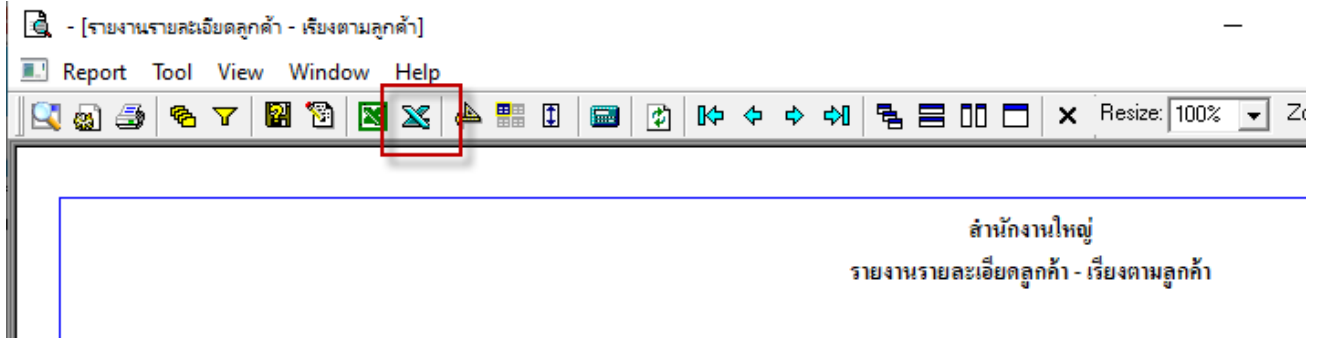 - [รายงานรายละเอียดลูกค้า - เรียงตามลูกค้า]
Report Tool View Window Help
Resize: 100%
สำนักงานใหญ่
รายงานรายละเอียดลูกค้า - เรียงตามลูกค้า